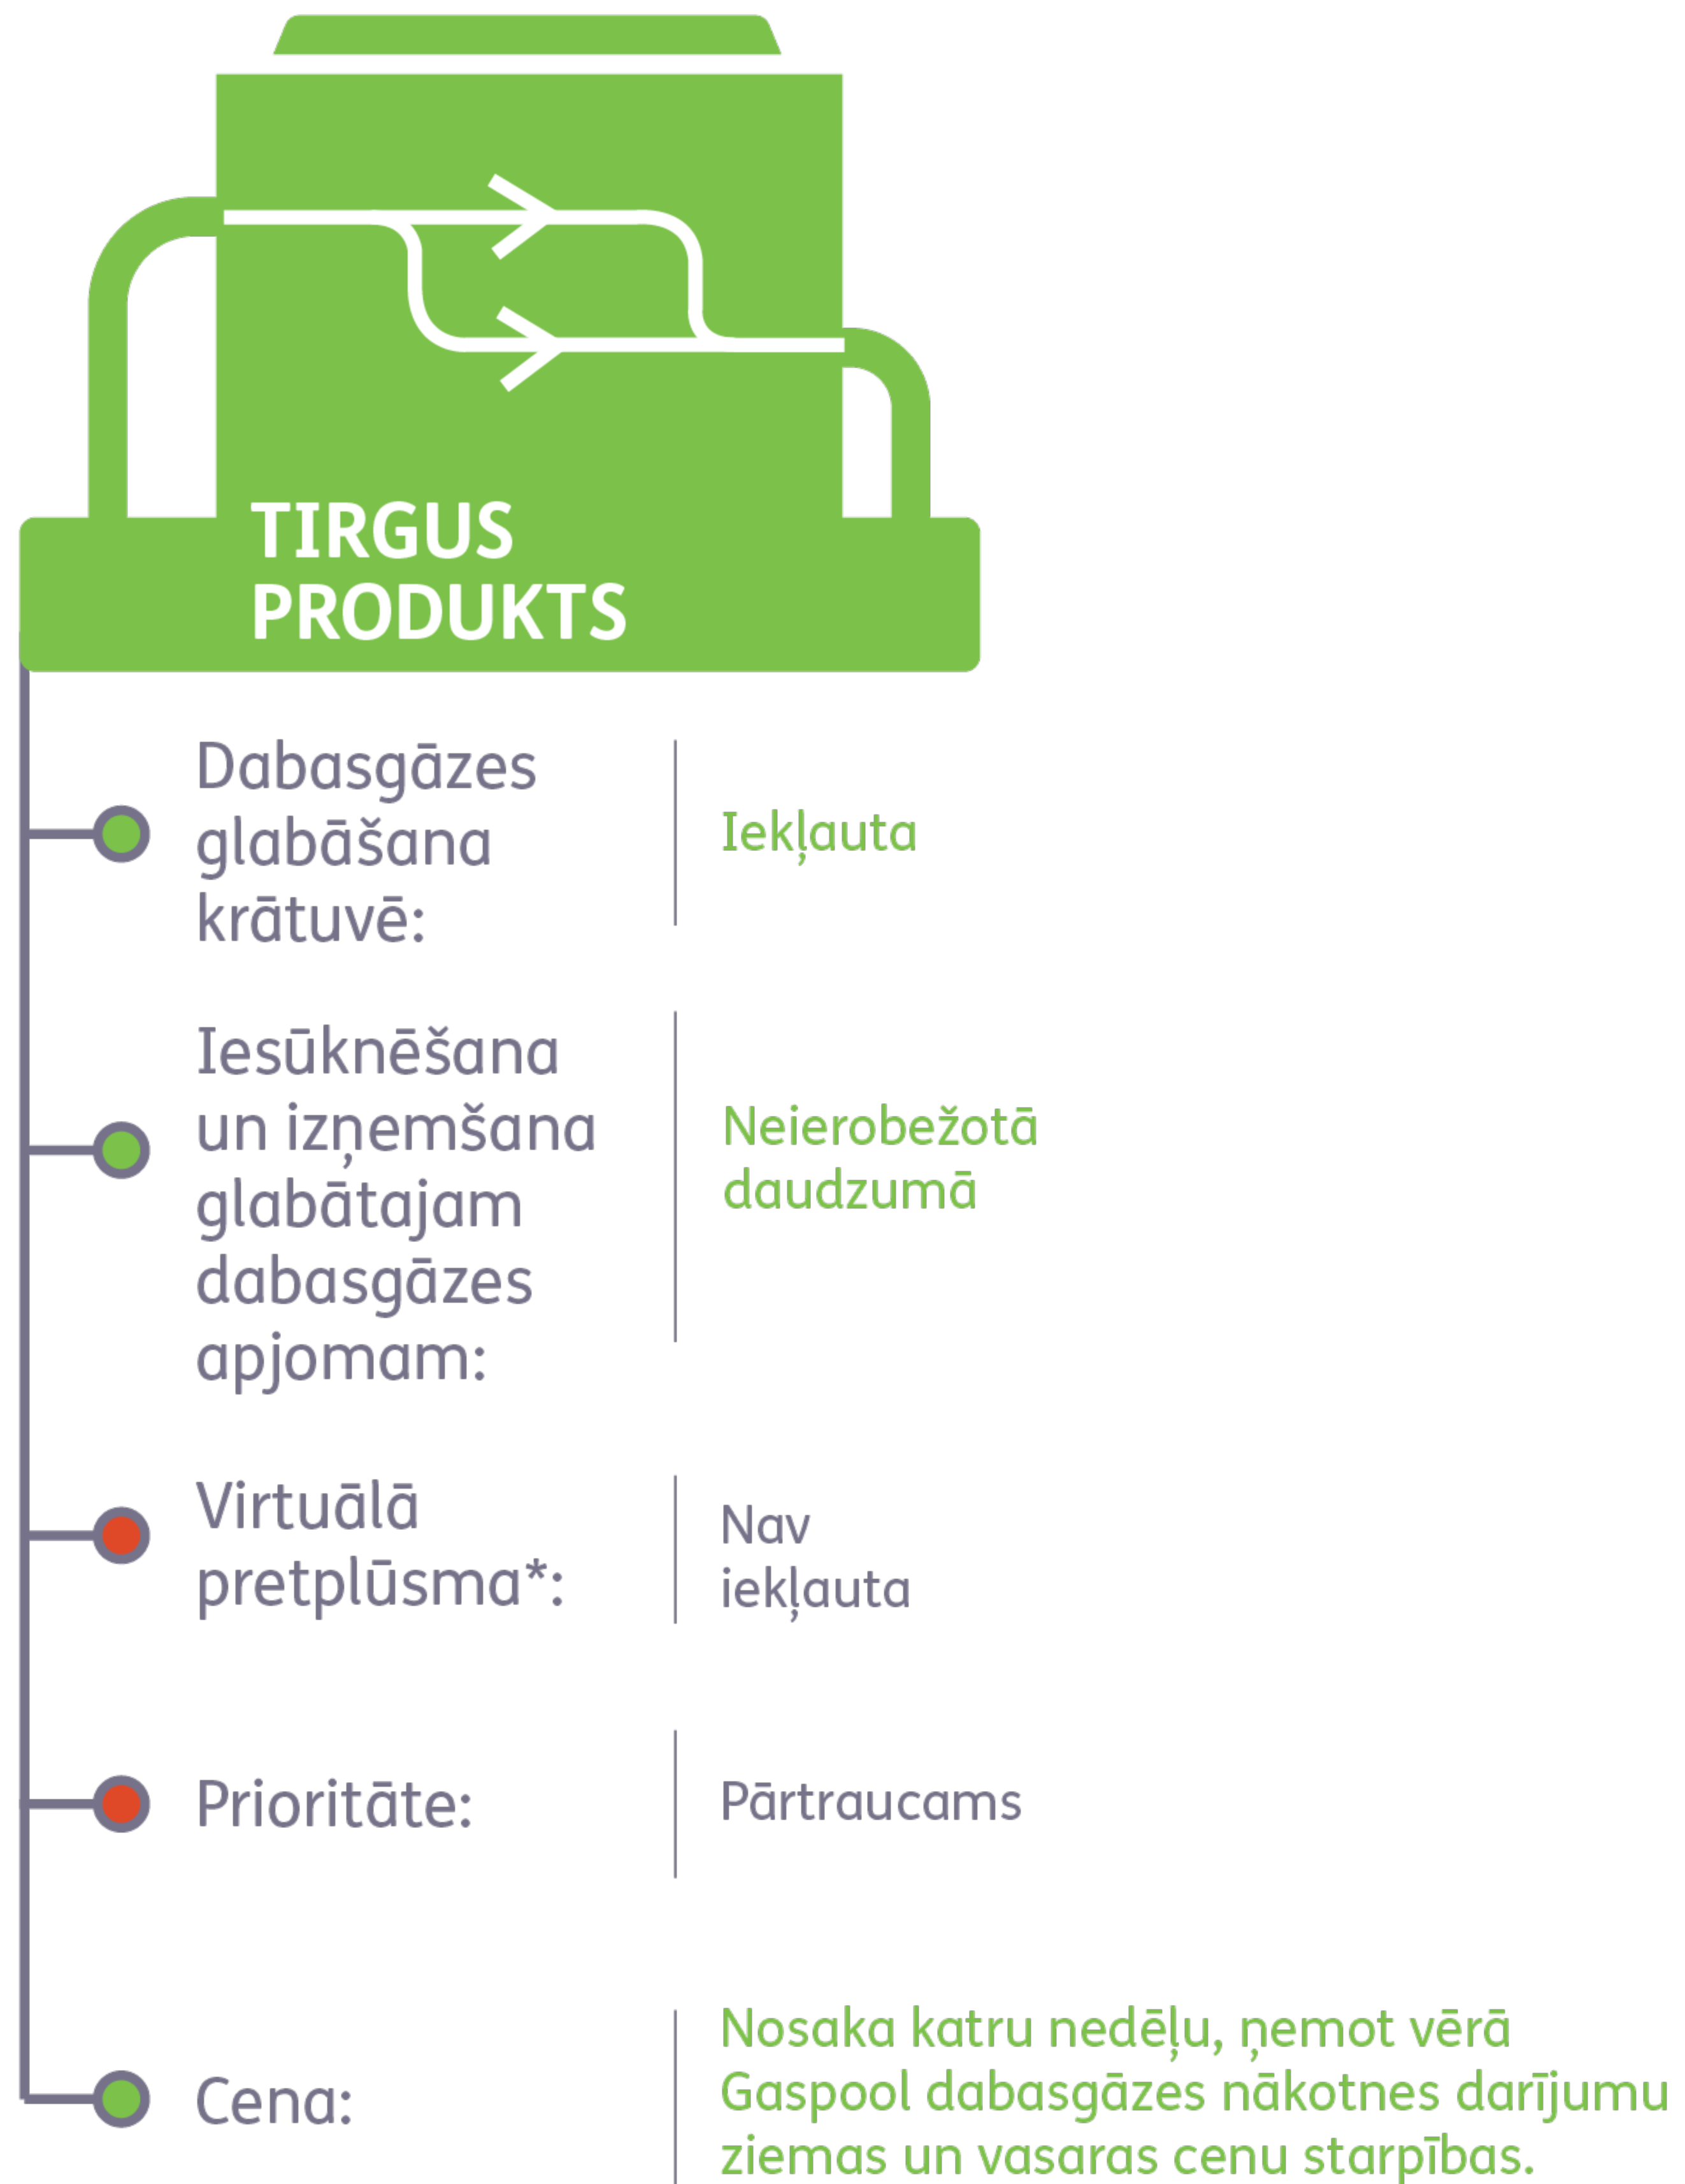 TIRGUS
PRODUKTS
Dabasgāzes
glabāšana
krātuvē:
Iekļauta
Iesūknēšana
un izņemšana
glabātajam
dabasgāzes
apjomam:
Neierobežotā
daudzumā
Virtuālā
pretplūsma*:
Nav
iekļauta
Prioritāte:
Pārtraucams
Cena:
Nosaka katru nedēļu, ņemot vērā
Gaspool dabasgāzes nākotnes darījumu
ziemas un vasaras cenu starpības.